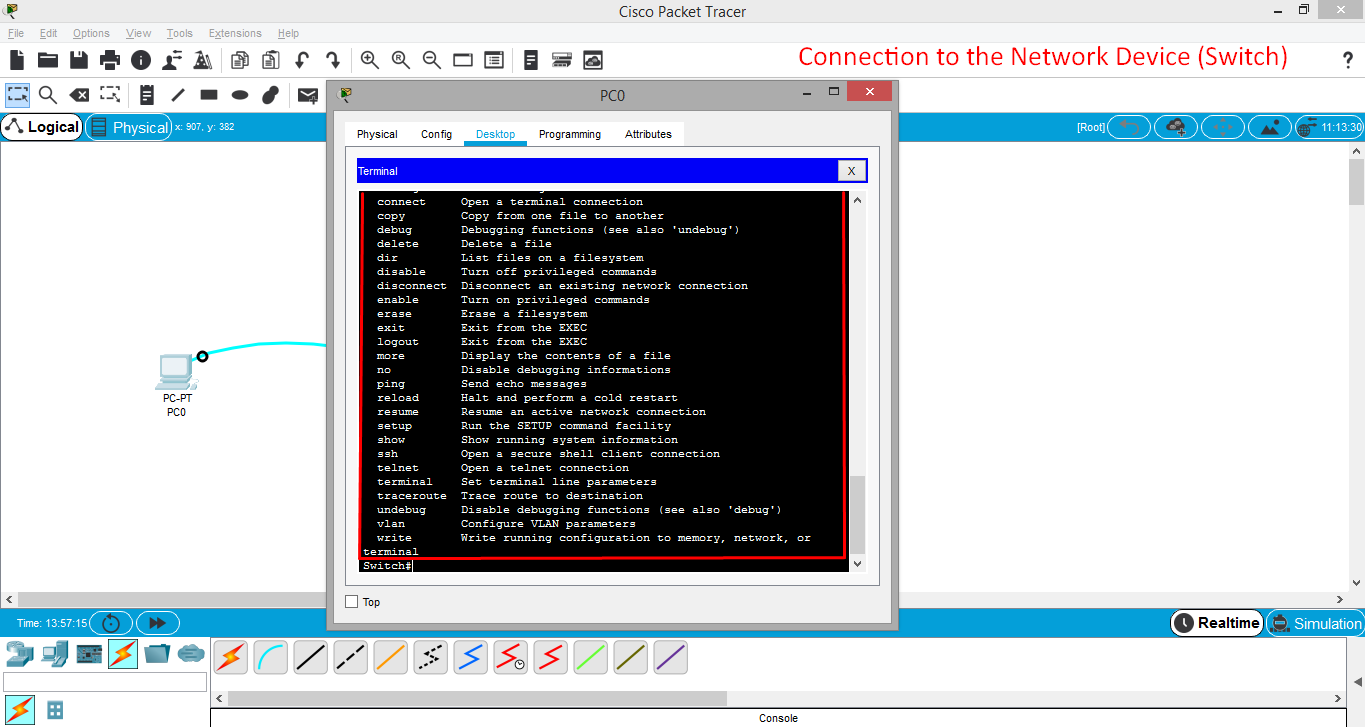 Cisco Packet Tracer
File Edit Options View Tools Extensions Help
Connection to the Network Device (Switch)
?
PC0
Logical
Physical
x: 907, y: 382
[Root]
11:13:30
Physical Config Desktop Programming Attributes
Terminal
X
connect Open a terminal connection
copy Copy from one file to another
debug Debugging functions (see also 'undebug')
delete Delete a file
dir List files on a filesystem
disable Turn off privileged commands
disconnect Disconnect an existing network connection
enable Turn on privileged commands
erase Erase a filesystem
exit Exit from the EXEC
logout Exit from the EXEC
more Display the contents of a file
no Disable debugging informations
ping Send echo messages
reload Halt and perform a cold restart
resume Resume an active network connection
setup Run the SETUP command facility
show Show running system information
ssh Open a secure shell client connection
telnet Open a telnet connection
terminal Set terminal line parameters
traceroute Trace route to destination
undebug Disable debugging functions (see also 'debug')
vlan Configure VLAN parameters
write Write running configuration to memory, network, or
terminal
Switch#
PC-PT
PC0
Top
Time: 13:57:15
Realtime
Simulation
Console